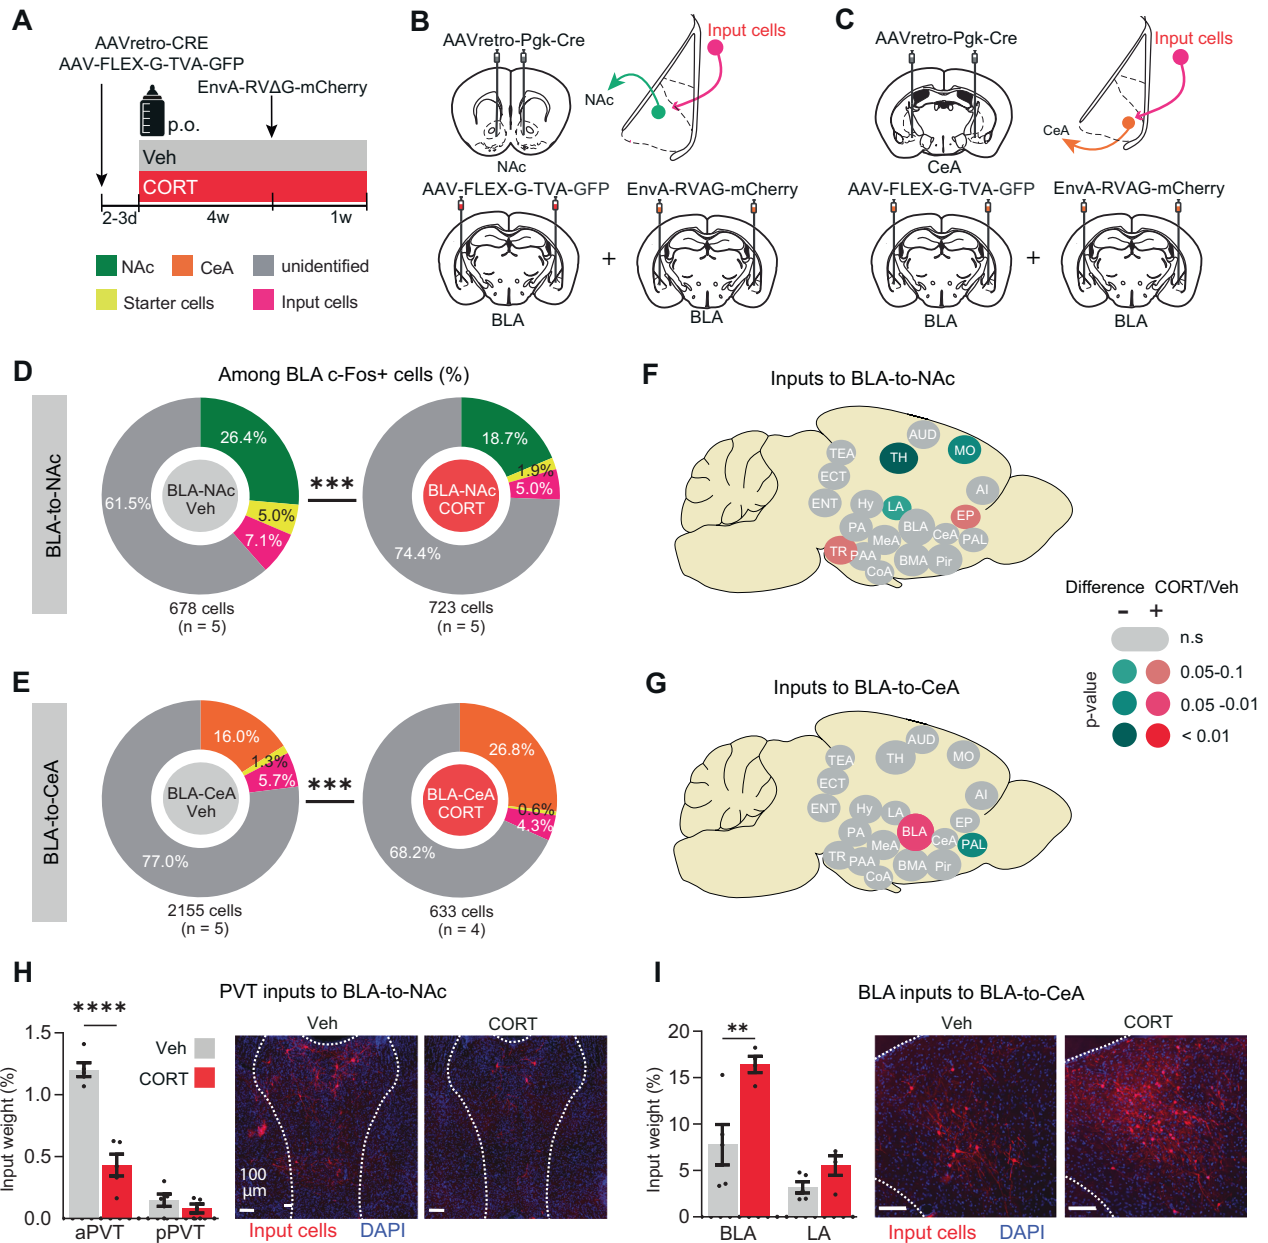 A
AAVretro-CRE
AAV-FLEX-G-TVA-GFP
EnvA-RVΔG-mCherry
p.o.
Veh
CORT
2-3d 4w 1w
NAc CeA unidentified
Starter cells Input cells
B
AAVretro-Pgk-Cre
Input cells
NAc
NAc
AAV-FLEX-G-TVA-GFP EnvA-RVAG-mCherry
+
BLA BLA
C
AAVretro-Pgk-Cre
Input cells
CeA
CeA
AAV-FLEX-G-TVA-GFP EnvA-RVAG-mCherry
+
BLA BLA
D
Among BLA c-Fos+ cells (%)
BLA-to-NAc
26.4%
5.0%
7.1%
61.5%
BLA-NAc
Veh
678 cells
(n = 5)
***
18.7%
1.9%
5.0%
74.4%
BLA-NAc
CORT
723 cells
(n = 5)
E
BLA-to-CeA
16.0%
1.3%
5.7%
77.0%
BLA-CeA
Veh
2155 cells
(n = 5)
***
26.8%
0.6%
4.3%
68.2%
BLA-CeA
CORT
633 cells
(n = 4)
F
Inputs to BLA-to-NAc
AUD
MO
TEA
TH
ECT
AI
ENT
Hy
LA
EP
PA
BLA
MeA
CeA
PAL
TR
PAA
BMA
Pir
CoA
Difference CORT/Veh
- +
n.s
p-value
0.05-0.1
0.05 -0.01
< 0.01
G
Inputs to BLA-to-CeA
AUD
MO
TEA
TH
ECT
AI
ENT
Hy
LA
EP
PA
BLA
MeA
CeA
PAL
TR
PAA
BMA
Pir
CoA
H
PVT inputs to BLA-to-NAc
****
Input weight (%)
1.5
1.0
0.5
0.0
Veh
CORT
aPVT pPVT
Veh CORT
100
μm
Input cells DAPI
I
BLA inputs to BLA-to-CeA
**
Input weight (%)
20
15
10
5
0
BLA LA
Veh CORT
Input cells DAPI